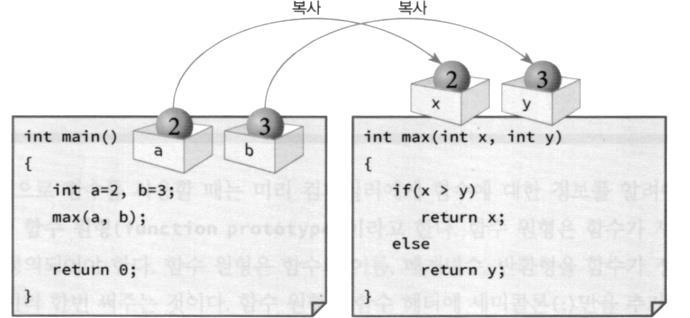 복사
복사
2
3
x
y
2
3
a
b
int main()
{
int a=2, b=3;
max(a, b);
return 0;
}
int max(int x, int y)
{
if(x > y)
return x;
else
return y;
}